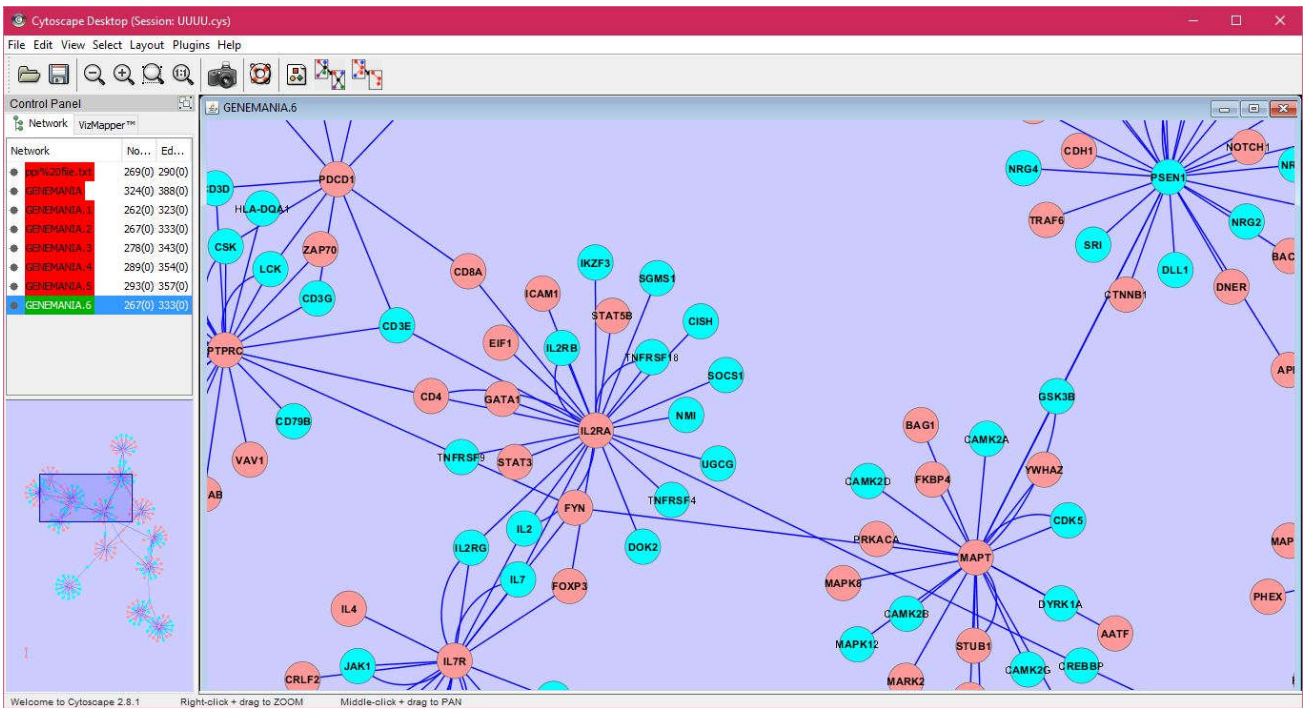 Cytoscape Desktop (Session: UUUU.cys)
File Edit View Select Layout Plugins Help
1:1
Control Panel
Network VizMapper™
Network No... Ed...
ppi%20file.txt 269(0) 290(0)
GENEMANIA 324(0) 388(0)
GENEMANIA.1 262(0) 323(0)
GENEMANIA.2 267(0) 333(0)
GENEMANIA.3 278(0) 343(0)
GENEMANIA.4 289(0) 354(0)
GENEMANIA.5 293(0) 357(0)
GENEMANIA.6 267(0) 333(0)
GENEMANIA.6
CDH1 NOTCH1
NRG4 PSEN1 NR
PDCD1
CD3D
HLA-DQA1 TRAF6 NRG2
CSK ZAP70 SRI BAC
LCK CD8A IKZF3 SGMS1 DLL1
CD3G ICAM1 CTNNB1 DNER
CD3E STAT5B CISH
PTPRC EIF1 IL2RB TNFRSF18
SOCS1 API
CD4 GATA1 GSK3B
CD79B IL2RA NMI BAG1 CAMK2A
VAV1 TNFRSF9 STAT3 UGCG YWHAZ
CAMK2D FKBP4
AB FYN TNFRSF4
IL2 CDK5
IL2RG DOK2 PRKACA MAP
MAPT
IL7 FOXP3 MAPK8
IL4 CAMK2B DYRK1A PHEX
MAPK12 STUB1 AATF
JAK1 IL7R CAMK2G CREBBP
CRLF2 MARK2
Welcome to Cytoscape 2.8.1 Right-click + drag to ZOOM Middle-click + drag to PAN